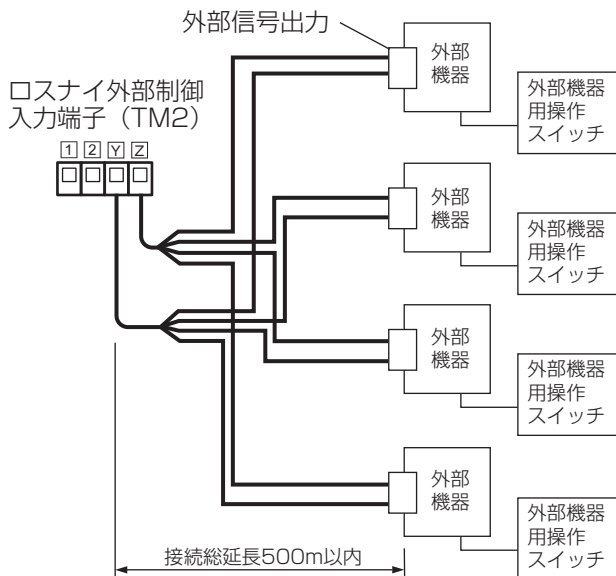 外部信号出力
ロスナイ外部制御
入力端子（TM2）
1 2 Y Z
外部
機器
外部機器
用操作
スイッチ
外部
機器
外部機器
用操作
スイッチ
外部
機器
外部機器
用操作
スイッチ
外部
機器
外部機器
用操作
スイッチ
接続総延長500m以内